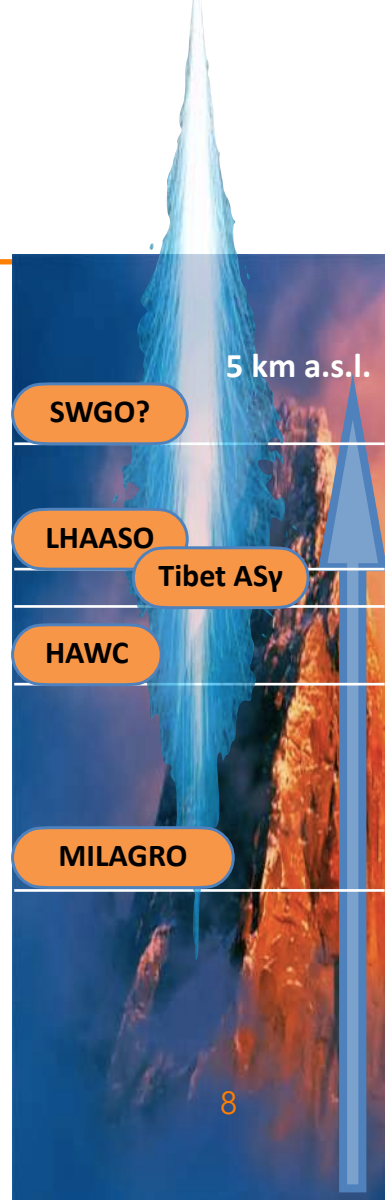 5 km a.s.l.
SWGO?
LHAASO
Tibet ASγ
HAWC
MILAGRO
8